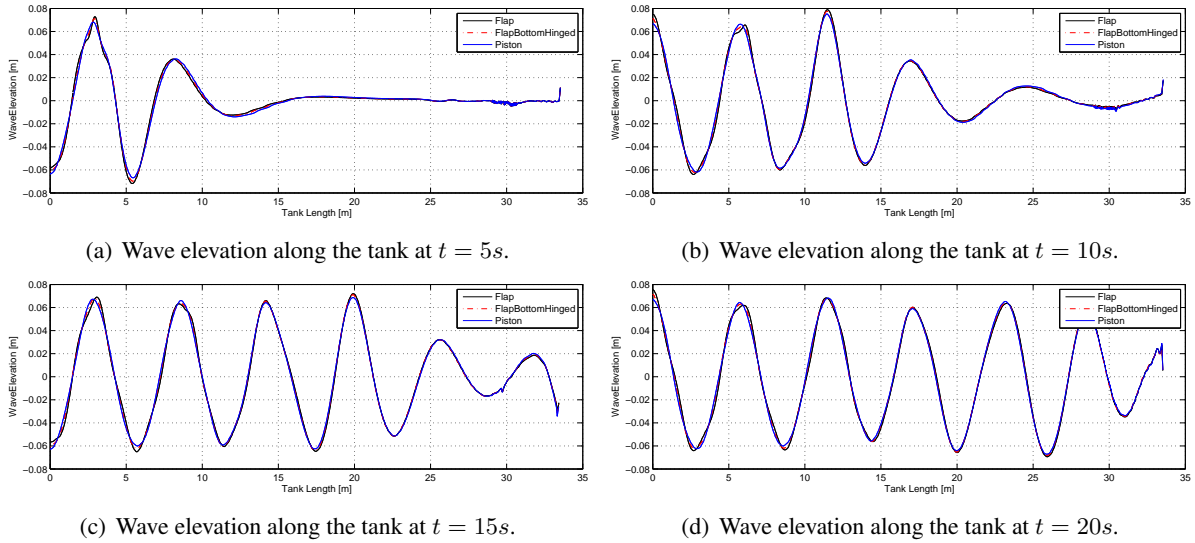 0.08
0.06
0.04
0.02
0
−0.02
−0.04
−0.06
−0.08
WaveElevation [m]
Flap
FlapBottomHinged
Piston
0 5 10 15 20 25 30 35
Tank Length [m]
(a) Wave elevation along the tank at t = 5s.
0.08
0.06
0.04
0.02
0
−0.02
−0.04
−0.06
−0.08
WaveElevation [m]
Flap
FlapBottomHinged
Piston
0 5 10 15 20 25 30 35
Tank Length [m]
(b) Wave elevation along the tank at t = 10s.
0.08
0.06
0.04
0.02
0
−0.02
−0.04
−0.06
−0.08
WaveElevation [m]
Flap
FlapBottomHinged
Piston
0 5 10 15 20 25 30 35
Tank Length [m]
(c) Wave elevation along the tank at t = 15s.
0.08
0.06
0.04
0.02
0
−0.02
−0.04
−0.06
−0.08
WaveElevation [m]
Flap
FlapBottomHinged
Piston
0 5 10 15 20 25 30 35
Tank Length [m]
(d) Wave elevation along the tank at t = 20s.